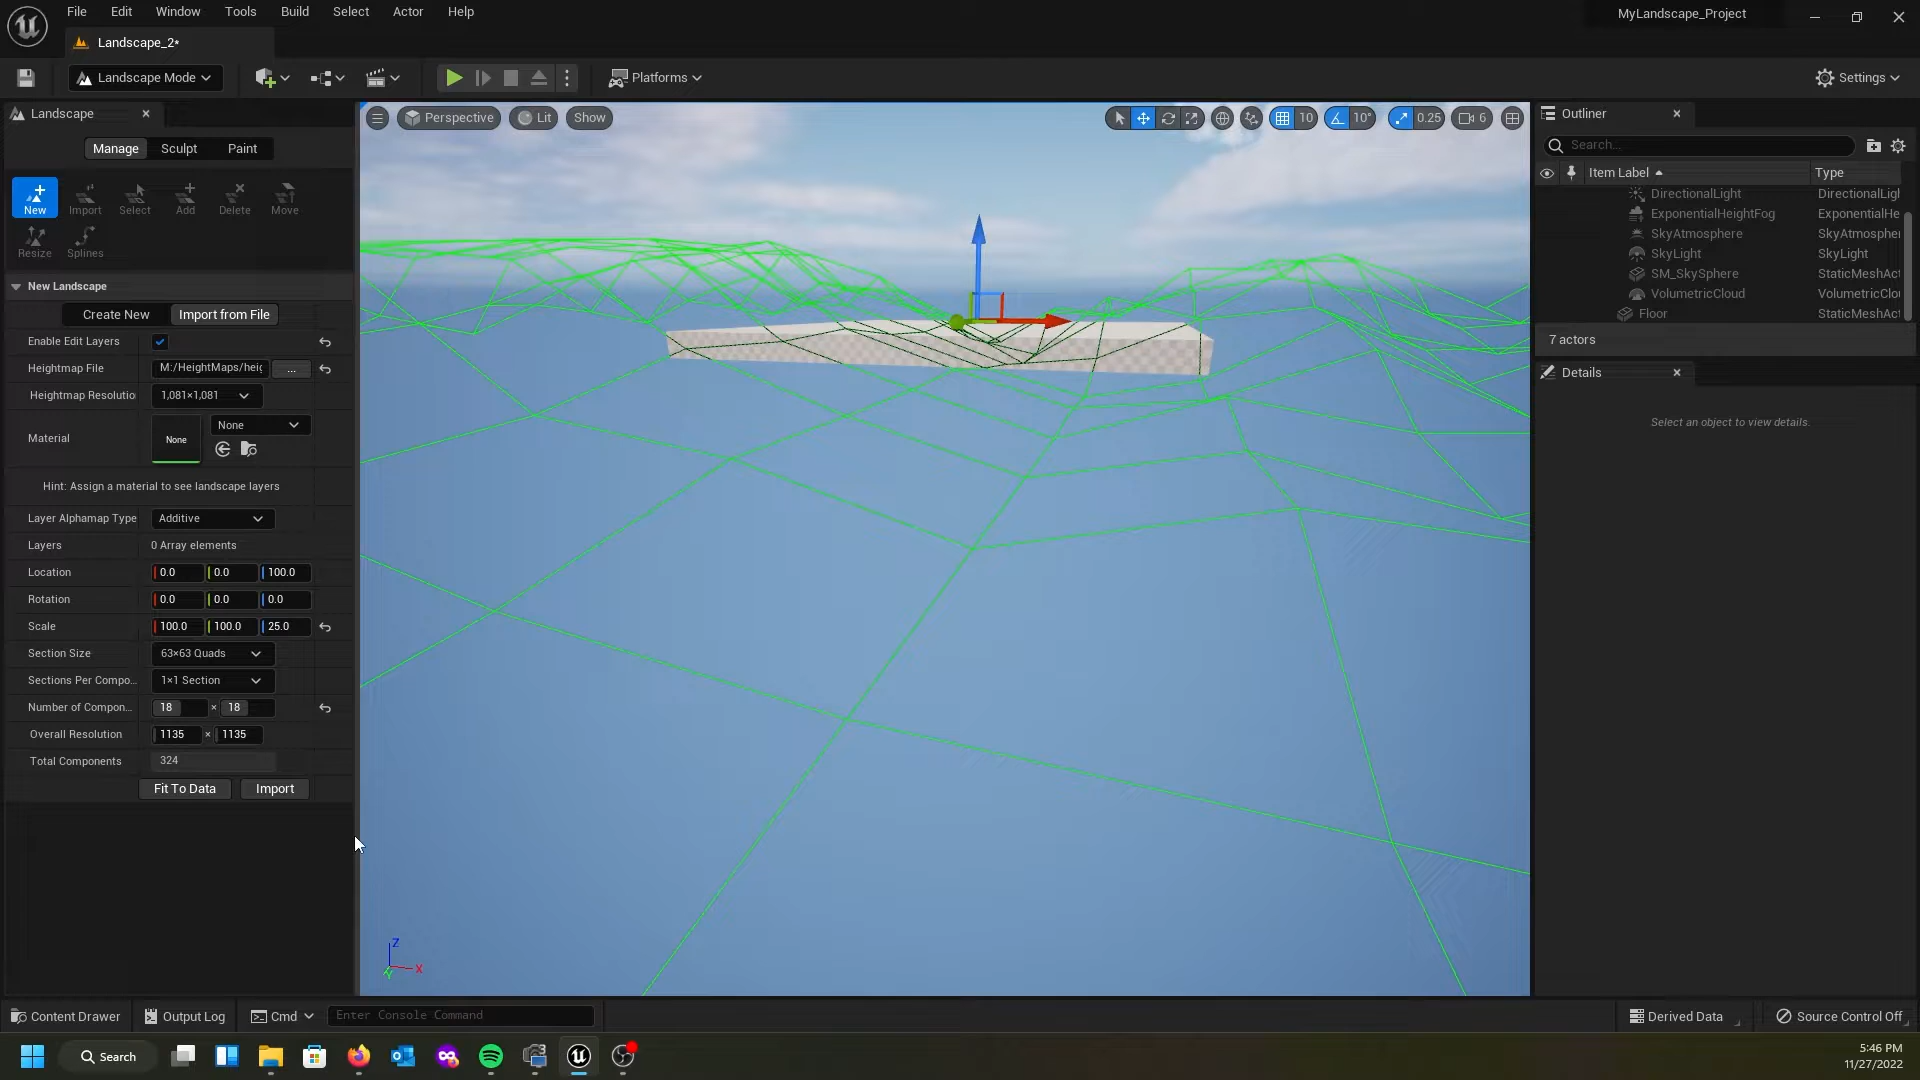 File Edit Window Tools Build Select Actor Help
MyLandscape_Project
Landscape_2*
Landscape Mode
Platforms
Settings
Landscape
Perspective Lit Show
10 10° 0.25 6
Outliner
Manage Sculpt Paint
Search...
Item Label Type
New Import Select Add Delete Move
Resize Splines
DirectionalLight DirectionalLigh
ExponentialHeightFog ExponentialHe
SkyAtmosphere SkyAtmospher
SkyLight SkyLight
SM_SkySphere StaticMeshAct
VolumetricCloud VolumetricClou
Floor StaticMeshAct
7 actors
Details
Select an object to view details.
New Landscape
Create New Import from File
Enable Edit Layers
Heightmap File M:/HeightMaps/heig ...
Heightmap Resolutio 1,081×1,081
Material None None
Hint: Assign a material to see landscape layers
Layer Alphamap Type Additive
Layers 0 Array elements
Location 0.0 0.0 100.0
Rotation 0.0 0.0 0.0
Scale 100.0 100.0 25.0
Section Size 63×63 Quads
Sections Per Compo... 1×1 Section
Number of Compon... 18 × 18
Overall Resolution 1135 × 1135
Total Components 324
Fit To Data Import
Z
X
Y
Content Drawer Output Log Cmd Enter Console Command
Derived Data Source Control Off
Search
5:46 PM
11/27/2022